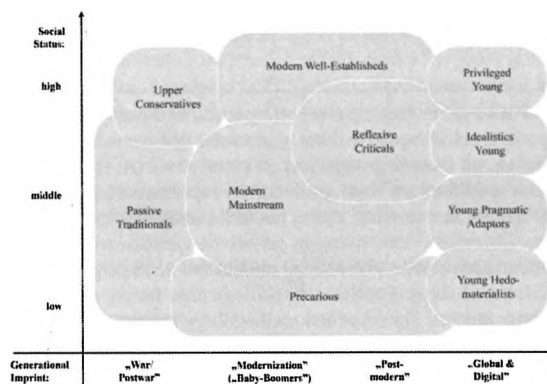 Social
Status:
high
middle
low
Modern Well-Establisheds
Upper
Conservatives
Privileged
Young
Reflexive
Criticals
Idealistics
Young
Modern
Mainstream
Passive
Traditionals
Young Pragmatic
Adaptors
Precarious
Young Hedo-
materialists
Generational
Imprint:
„War/
Postwar"
„Modernization"
(„Baby-Boomers")
„Post-
modern"
„Global &
Digital"